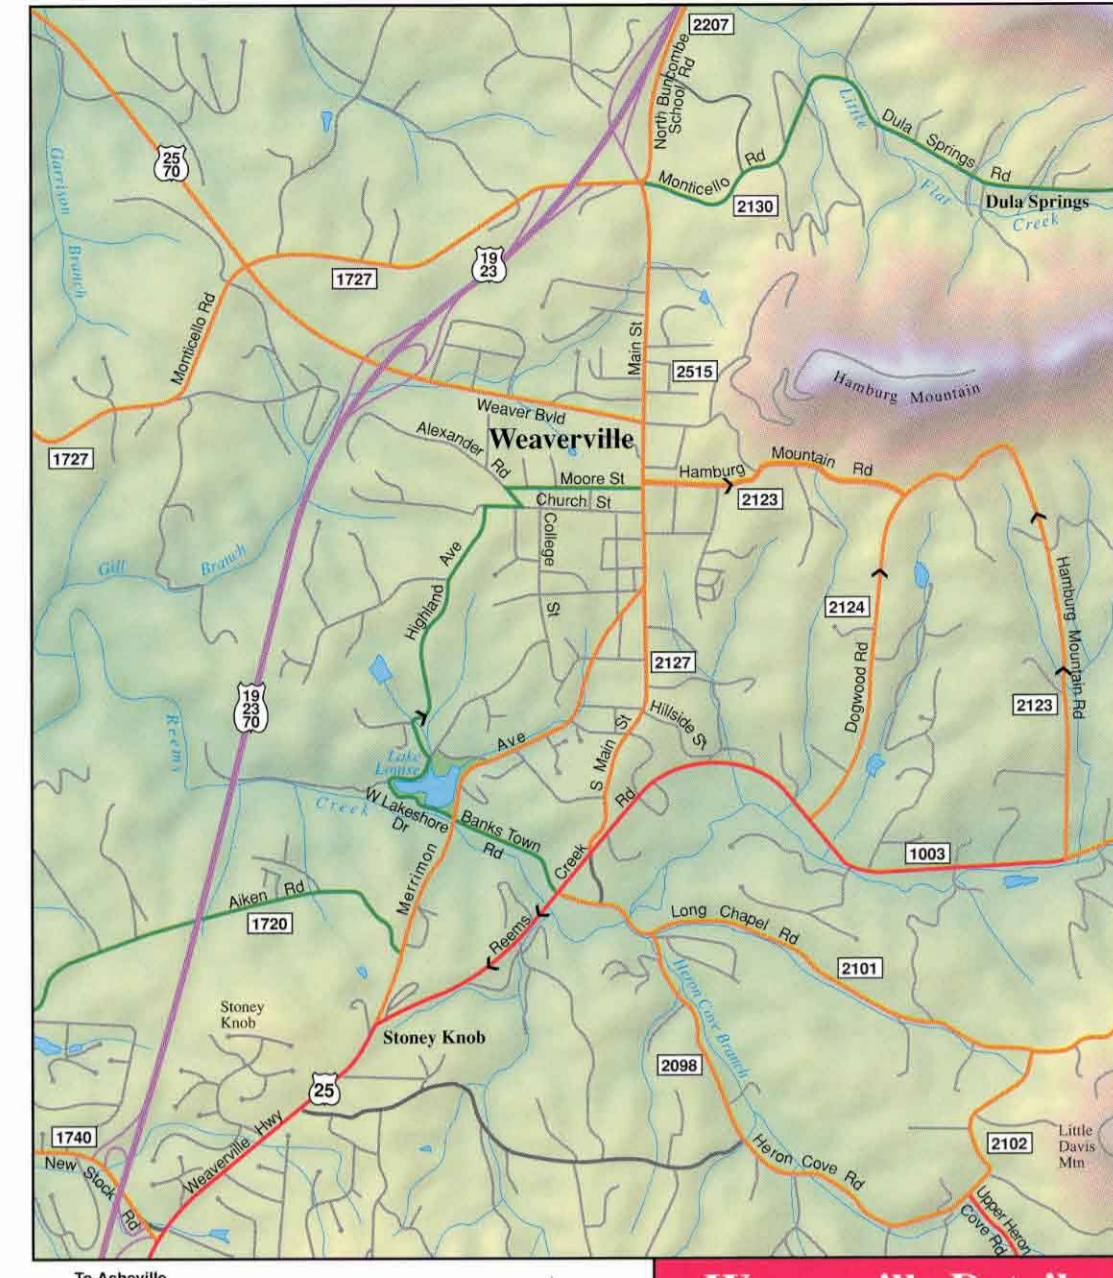 2207
North Buncombe
School Rd
Little
Dula Springs Rd
25
70
Garrison Branch
Monticello Rd
Flat
Creek
Dula Springs
2130
19
23
1727
Monticello Rd
Main St
2515
Hamburg Mountain
Weaver Bvld
Alexander Rd
Weaverville
1727
Moore St
Hamburg Mountain Rd
Church St
2123
College St
Gill Branch
Highland Ave
2124
Hamburg Mountain Rd
2127
Dogwood Rd
19
23
70
2123
Reems
Creek
Hillside St
Ave
S Main St
Lake
Louise
W Lakeshore
Dr
Banks Town
Rd
Reems Creek Rd
1003
Merrimon
Aiken Rd
1720
Long Chapel Rd
2101
Heron Cove Branch
Stoney
Knob
Stoney Knob
2098
25
1740
New Stock Rd
Weaverville Hwy
Heron Cove Rd
2102
Little
Davis
Mtn
Upper Heron
Cove Rd
To Asheville